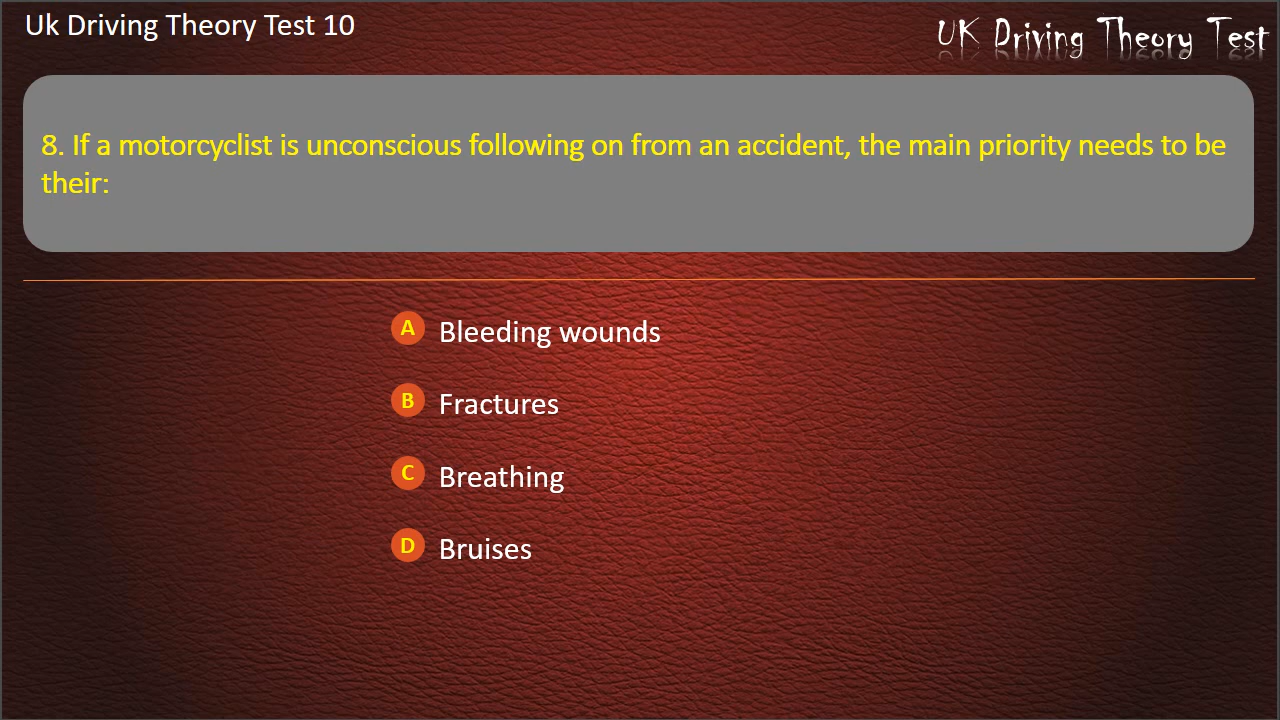 Uk Driving Theory Test 10
UK Driving Theory Test
8. If a motorcyclist is unconscious following on from an accident, the main priority needs to be
their:
A Bleeding wounds
B Fractures
C Breathing
D Bruises